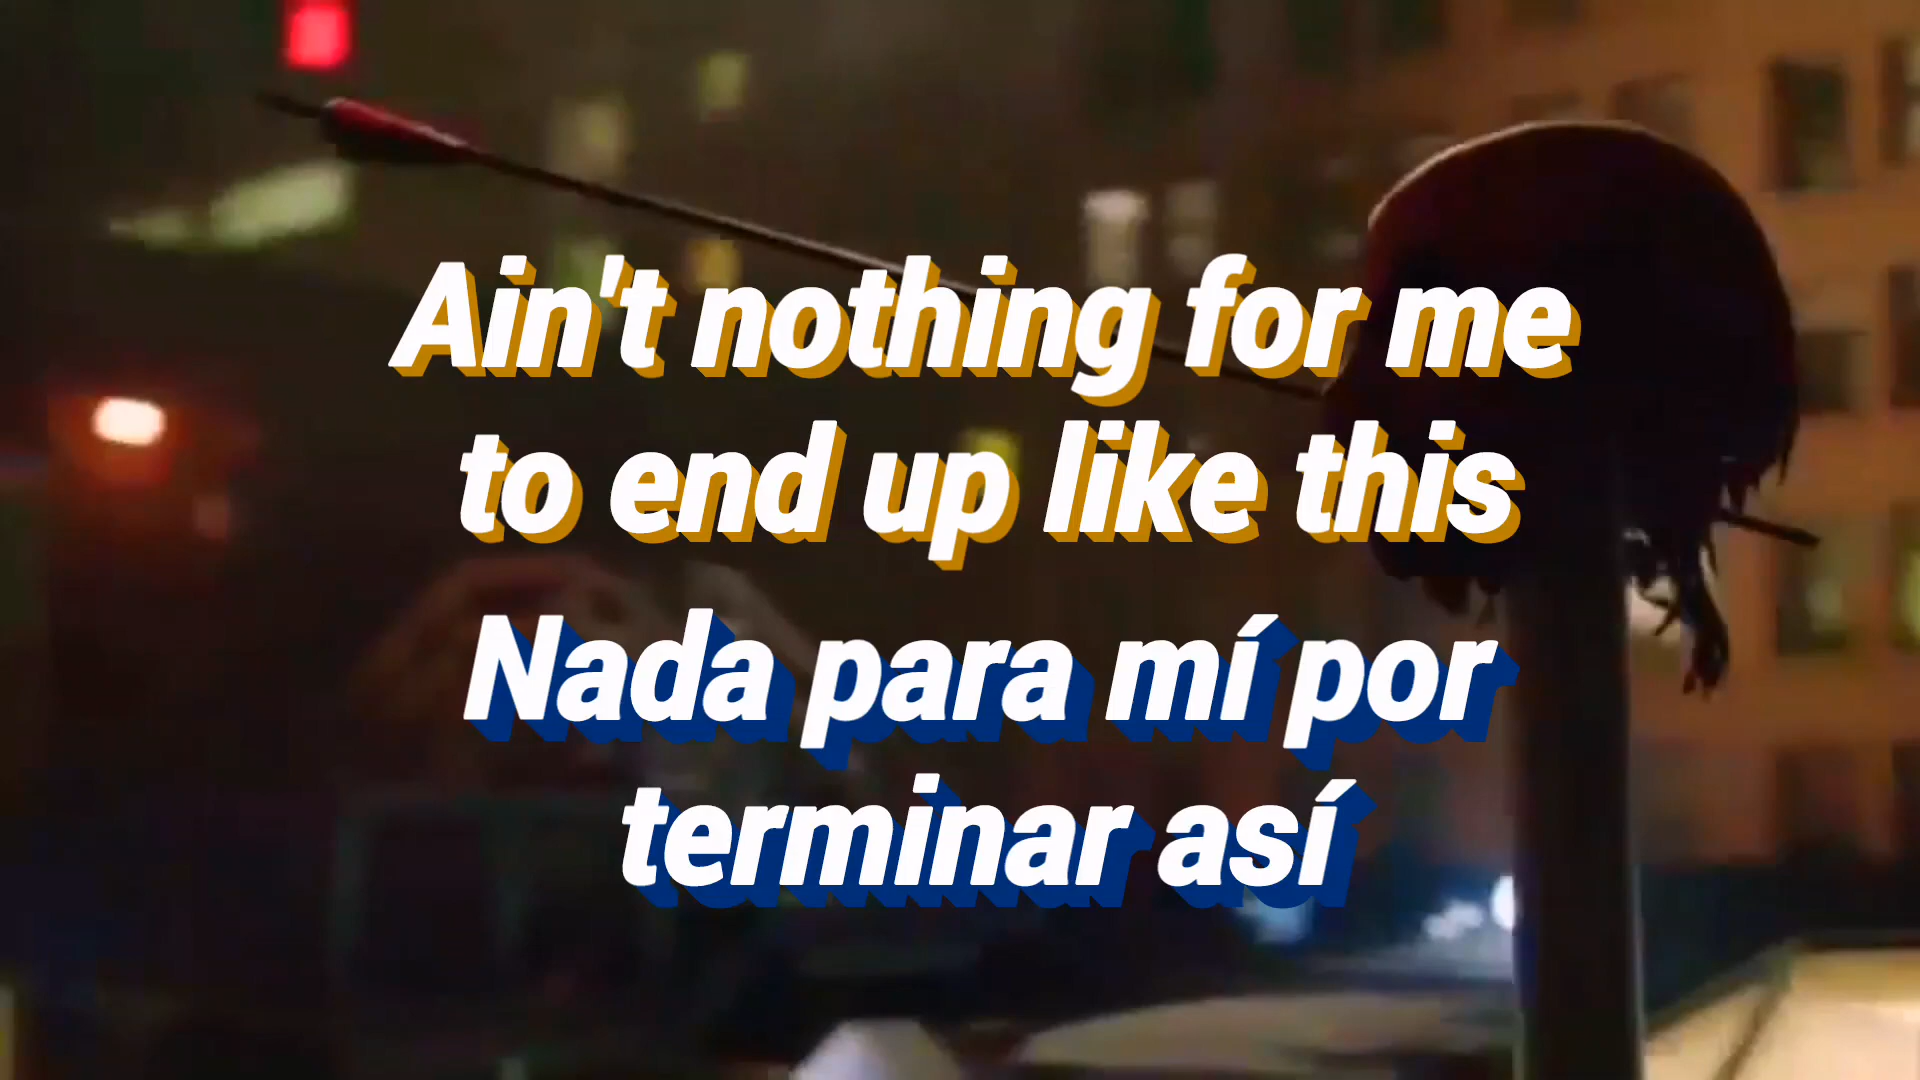 Ain't nothing for me
to end up like this
Nada para mí por
terminar así